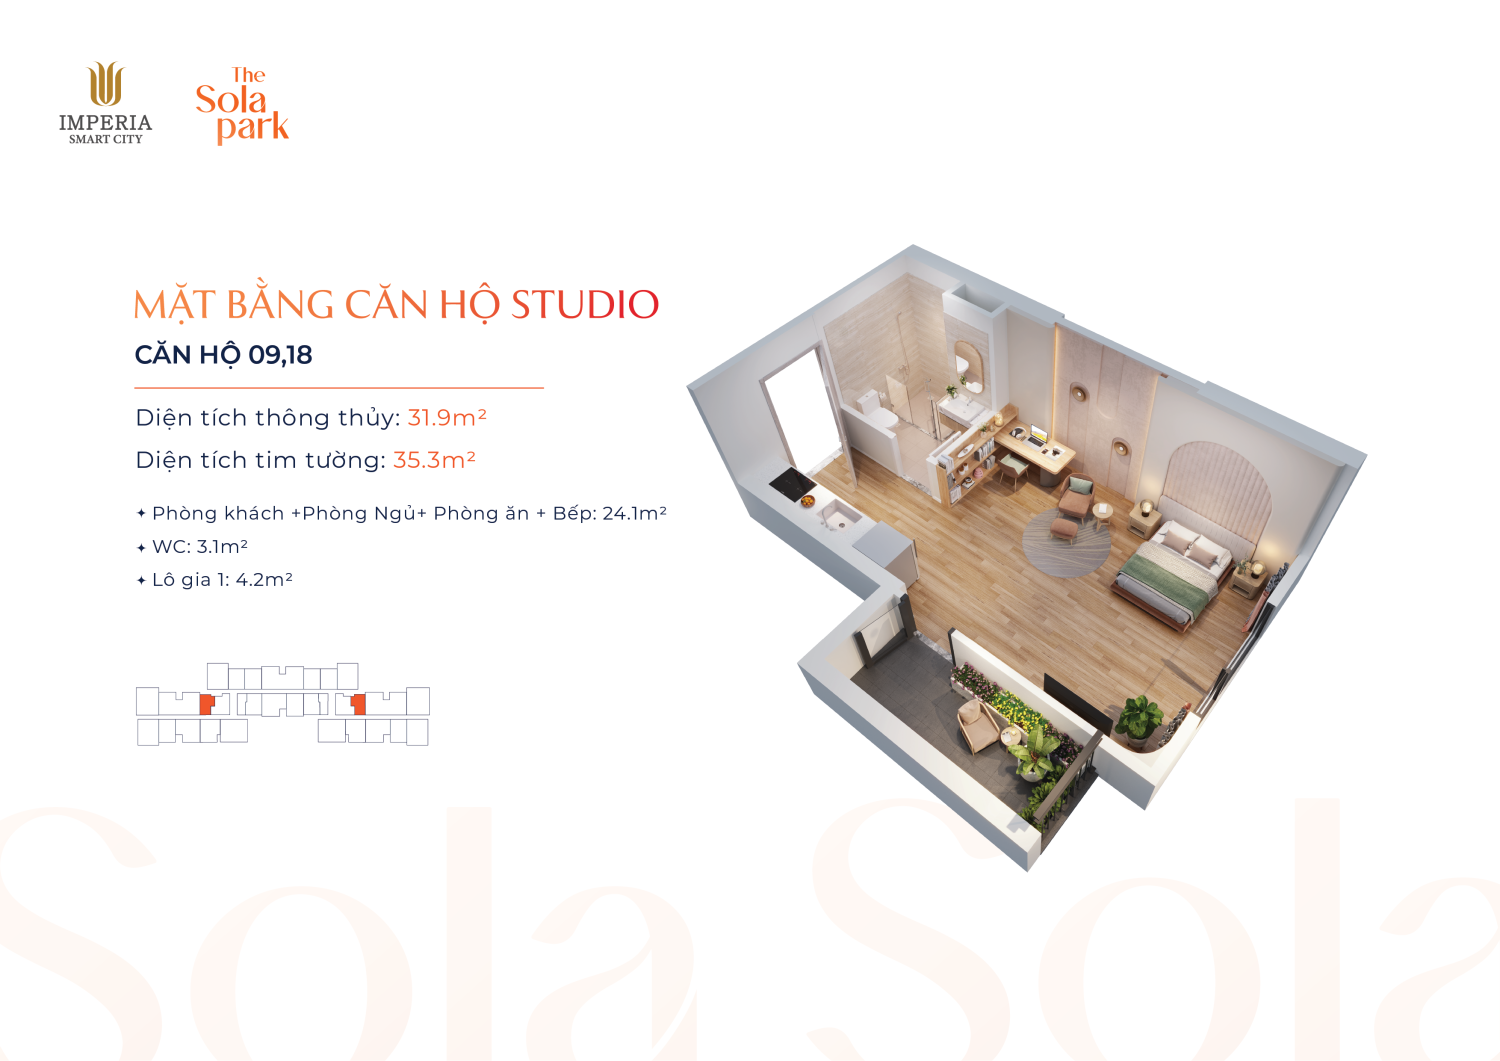 IMPERIA
SMART CITY
The
Sola
park
MẶT BẰNG CĂN HỘ STUDIO
CĂN HỘ 09,18
Diện tích thông thủy: 31.9m²
Diện tích tim tường: 35.3m²
Phòng khách +Phòng Ngủ+ Phòng ăn + Bếp: 24.1m²
WC: 3.1m²
Lô gia 1: 4.2m²
Sola Sola